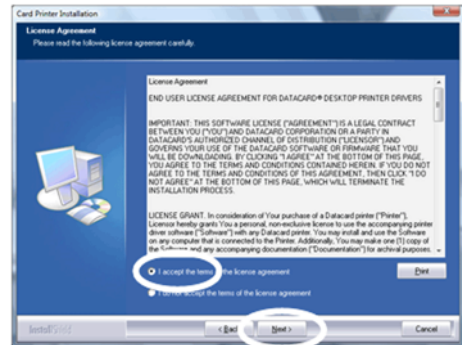 Card Printer Installation
License Agreement
Please read the following license agreement carefully.
License Agreement
END USER LICENSE AGREEMENT FOR DATACARD® DESKTOP PRINTER DRIVERS
IMPORTANT: THIS SOFTWARE LICENSE ("AGREEMENT") IS A LEGAL CONTRACT
BETWEEN YOU ("YOU") AND DATACARD CORPORATION OR A PARTY IN
DATACARD'S AUTHORIZED CHANNEL OF DISTRIBUTION ("LICENSOR") AND
GOVERNS YOUR USE OF THE DATACARD SOFTWARE OR FIRMWARE THAT YOU
WILL BE DOWNLOADING. BY CLICKING "I AGREE" AT THE BOTTOM OF THIS PAGE,
YOU AGREE TO THE TERMS AND CONDITIONS CONTAINED HEREIN. IF YOU DO NOT
AGREE TO THE TERMS AND CONDITIONS OF THIS AGREEMENT, THEN CLICK "I DO
NOT AGREE" AT THE BOTTOM OF THIS PAGE, WHICH WILL TERMINATE THE
INSTALLATION PROCESS.
LICENSE GRANT. In consideration of Your purchase of a Datacard printer ("Printer"),
Licensor hereby grants You a personal, non-exclusive license to use the accompanying printer
driver software ("Software") with any Datacard printer. You may install and use the Software
on any computer that is connected to the Printer. Additionally, You may make one (1) copy of
the Software and any accompanying documentation ("Documentation") for archival purposes.
I accept the terms of the license agreement
Print
I do not accept the terms of the license agreement
InstallShield
< Back
Next >
Cancel